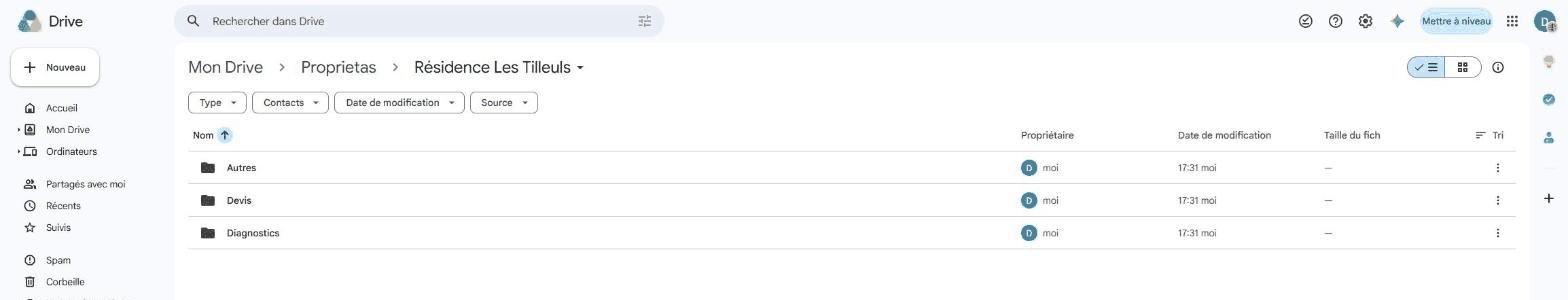 Drive
Rechercher dans Drive
Mettre à niveau
D
Nouveau
Mon Drive > Proprietas > Résidence Les Tilleuls
Type
Contacts
Date de modification
Source
Accueil
Mon Drive
Ordinateurs
Partagés avec moi
Récents
Suivis
Spam
Corbeille
Nom Propriétaire Date de modification Taille du fich Tri
Autres D moi 17:31 moi —
Devis D moi 17:31 moi —
Diagnostics D moi 17:31 moi —